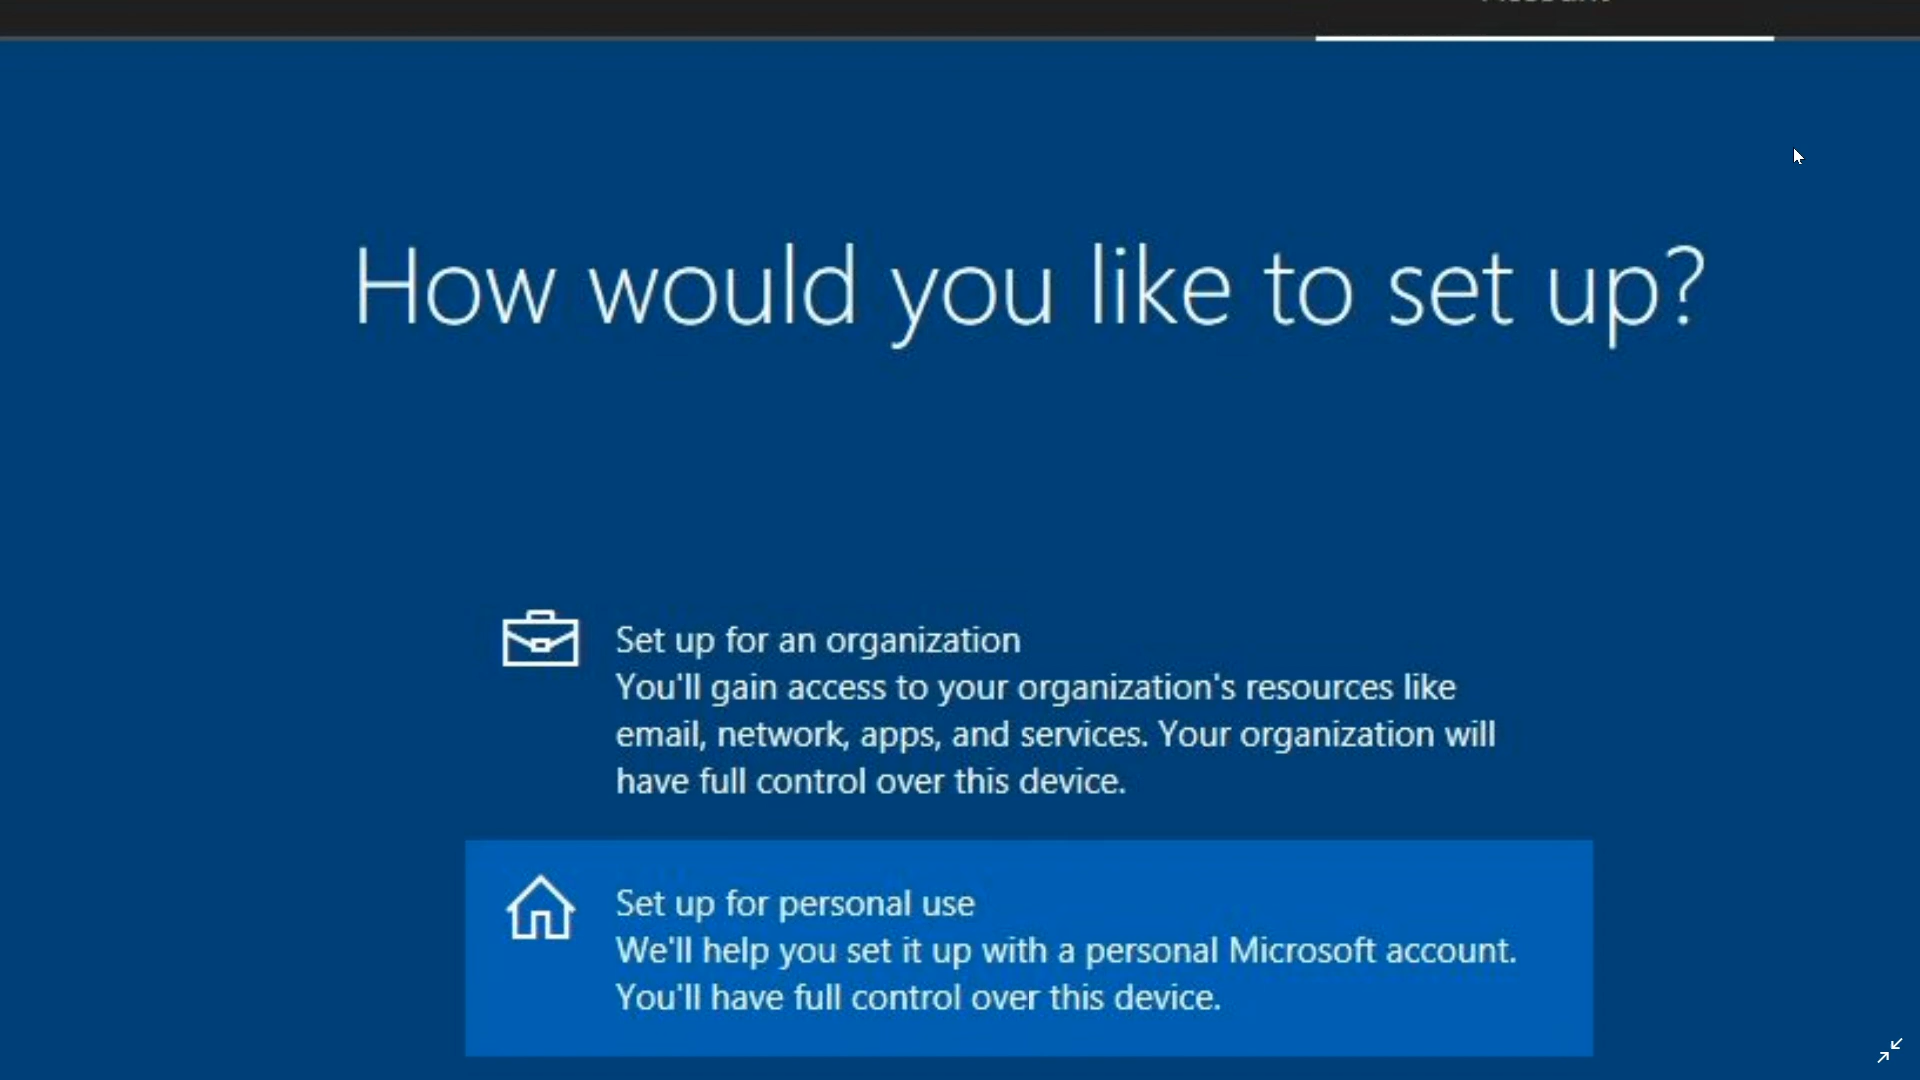 How would you like to set up?
Set up for an organization
You'll gain access to your organization's resources like
email, network, apps, and services. Your organization will
have full control over this device.
Set up for personal use
We'll help you set it up with a personal Microsoft account.
You'll have full control over this device.